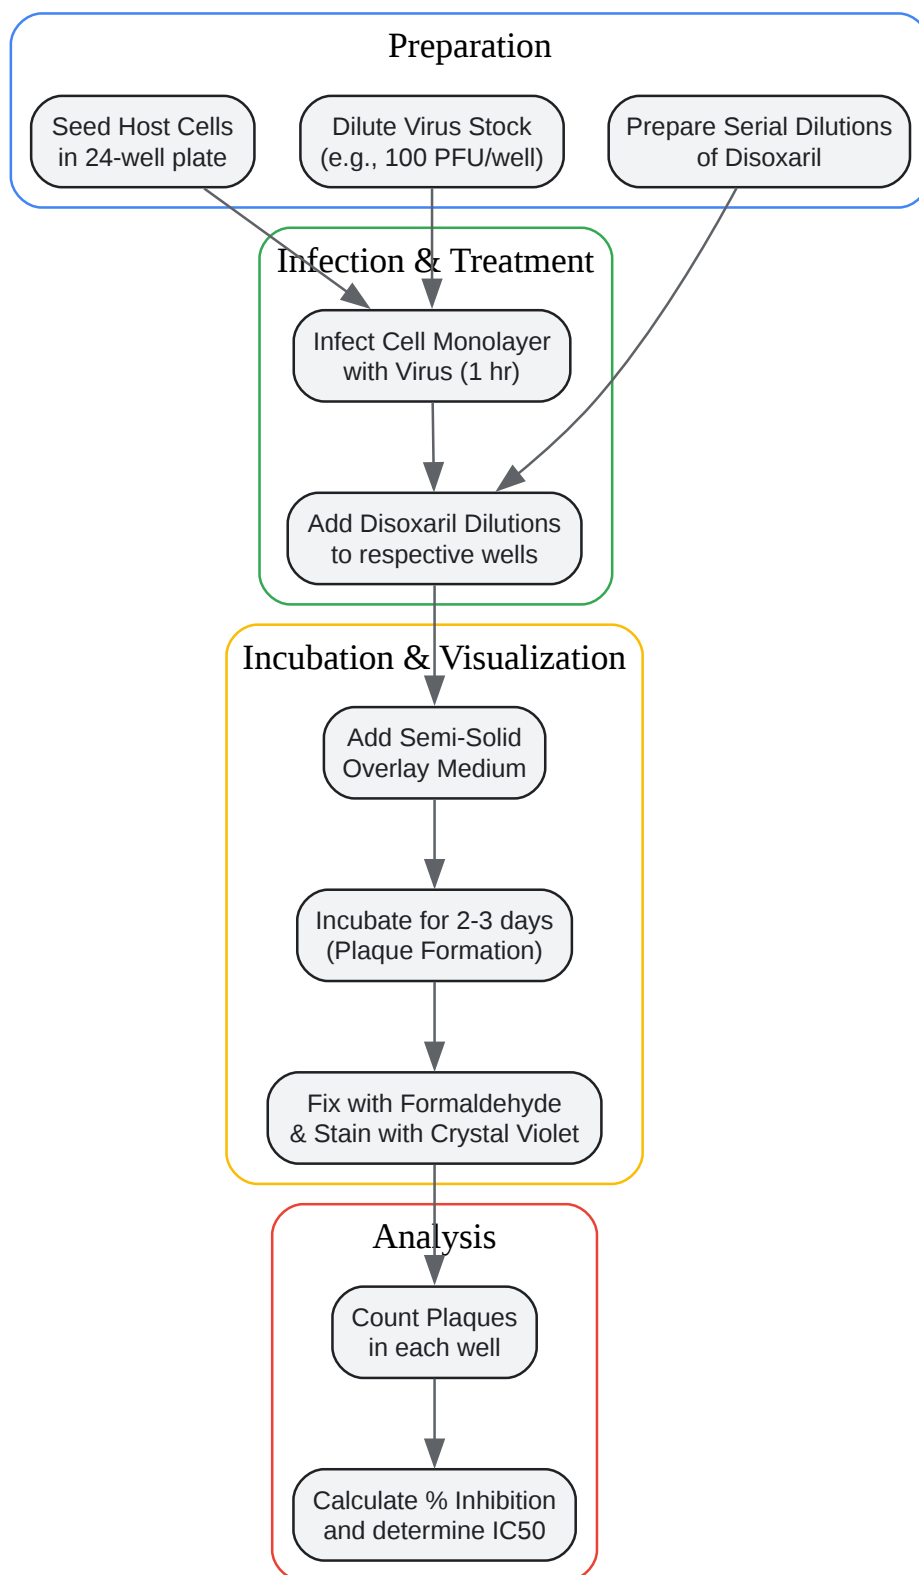 Preparation
Seed Host Cells
in 24-well plate
Dilute Virus Stock
(e.g., 100 PFU/well)
Prepare Serial Dilutions
of Disoxaril
Infection & Treatment
Infect Cell Monolayer
with Virus (1 hr)
Add Disoxaril Dilutions
to respective wells
Incubation & Visualization
Add Semi-Solid
Overlay Medium
Incubate for 2-3 days
(Plaque Formation)
Fix with Formaldehyde
& Stain with Crystal Violet
Analysis
Count Plaques
in each well
Calculate % Inhibition
and determine IC50